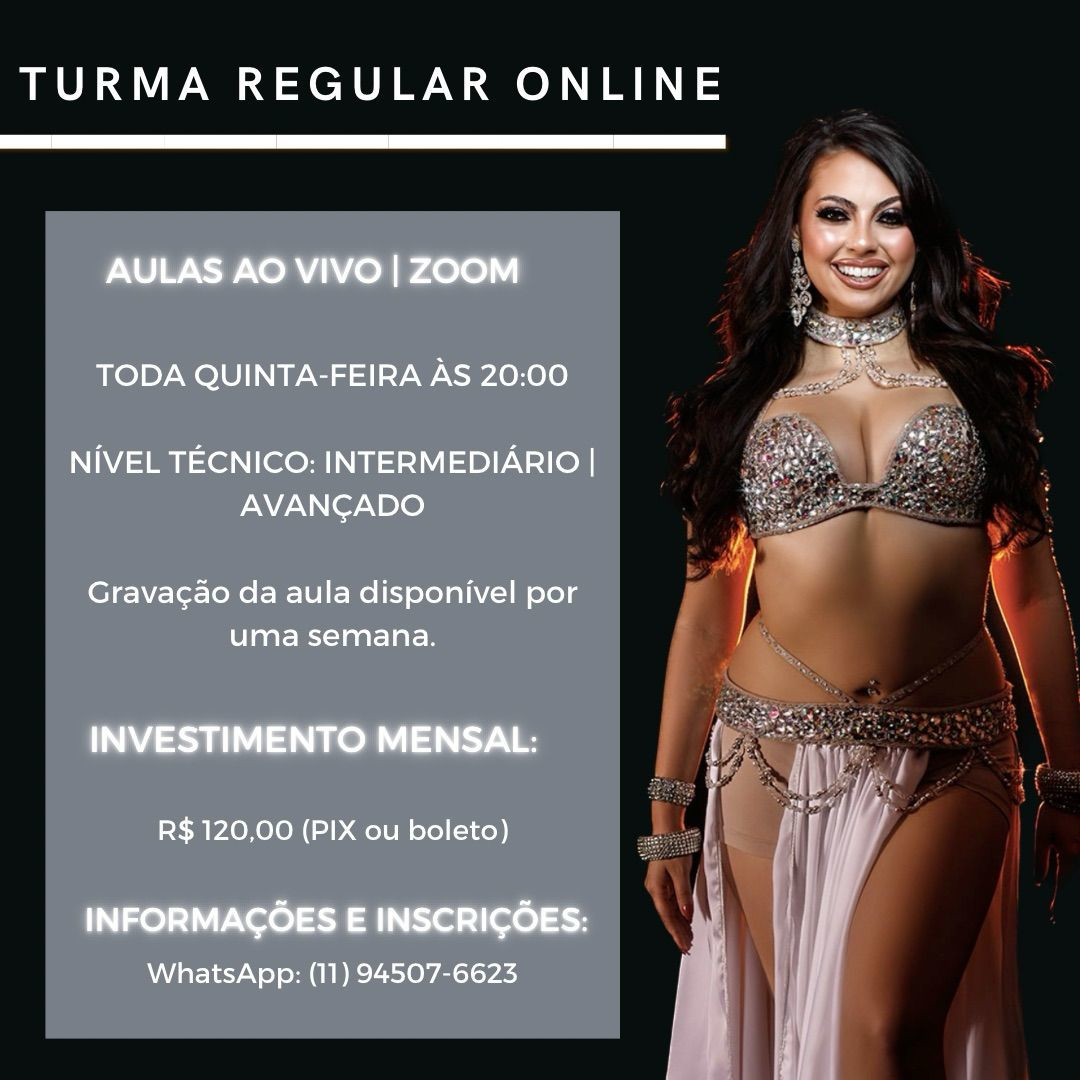 TURMA REGULAR ONLINE
AULAS AO VIVO | ZOOM
TODA QUINTA-FEIRA ÀS 20:00
NÍVEL TÉCNICO: INTERMEDIÁRIO |
AVANÇADO
Gravação da aula disponível por
uma semana.
INVESTIMENTO MENSAL:
R$ 120,00 (PIX ou boleto)
INFORMAÇÕES E INSCRIÇÕES:
WhatsApp: (11) 94507-6623